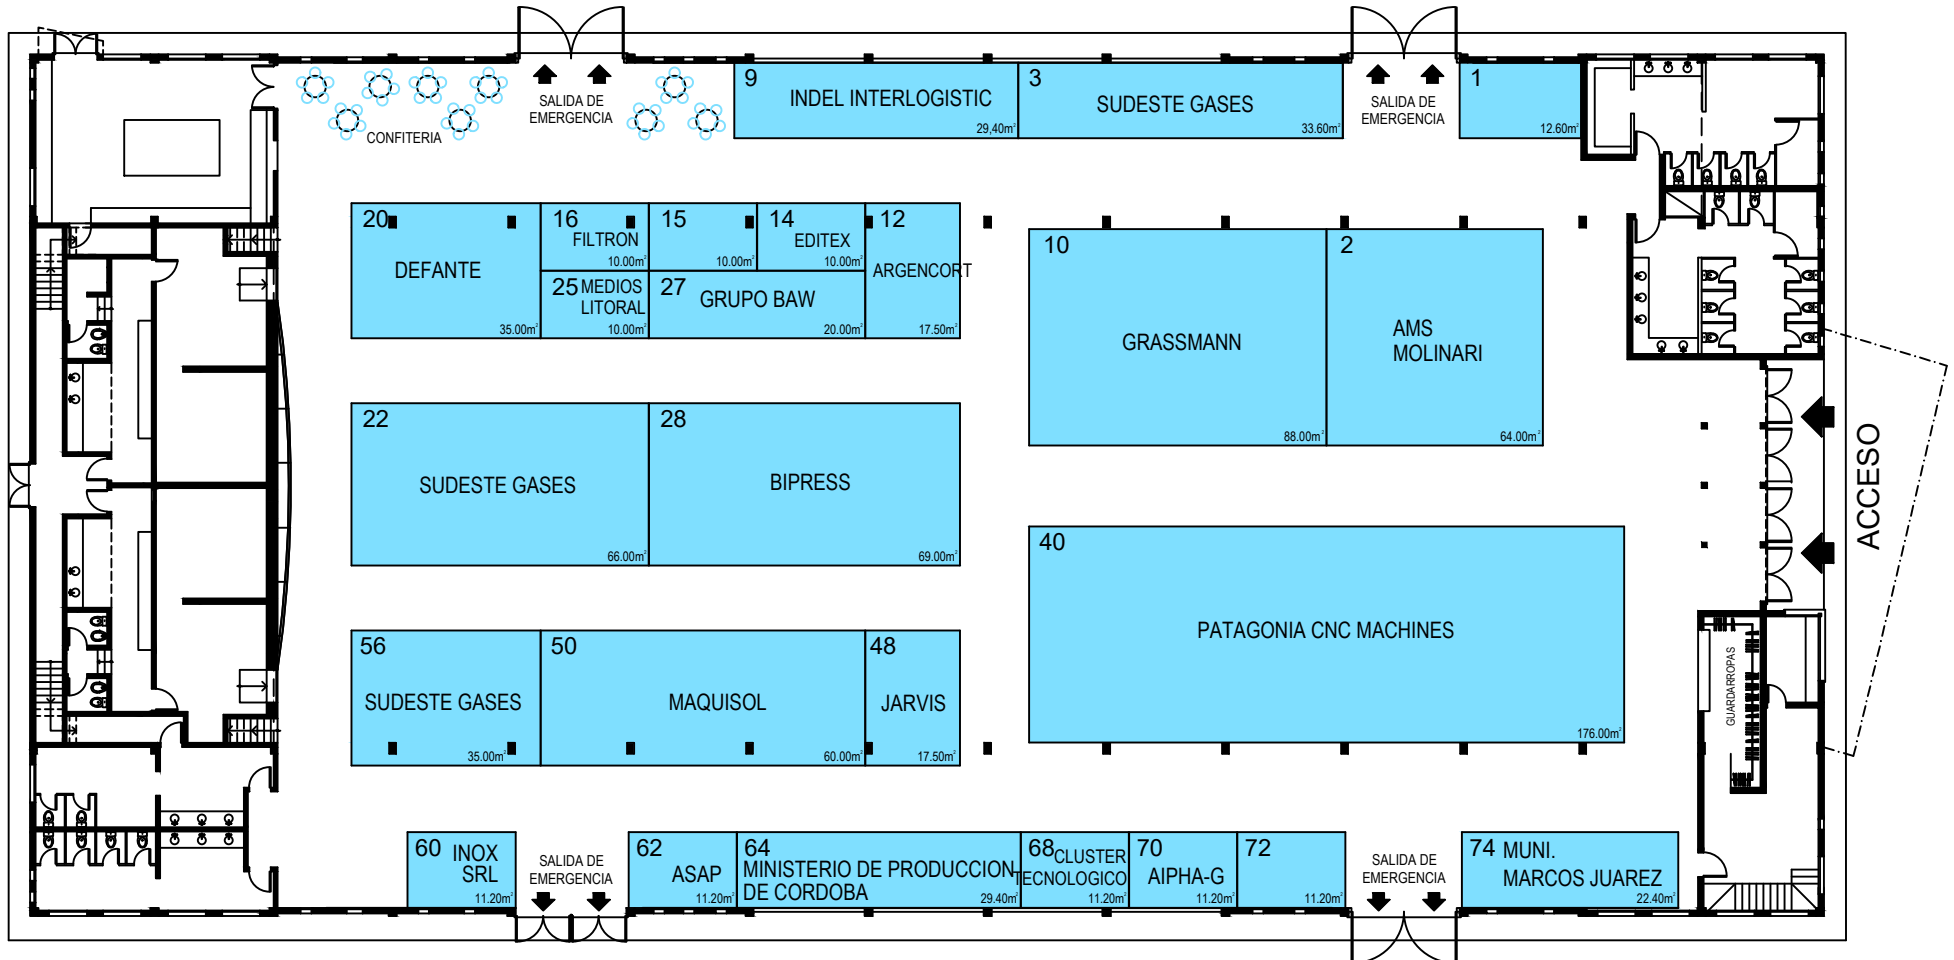 9
INDEL INTERLOGISTIC
29,40m²
3
SUDESTE GASES
33.60m²
1
12.60m²
SALIDA DE
EMERGENCIA
SALIDA DE
EMERGENCIA
CONFITERIA
20
DEFANTE
35.00m²
16
FILTRON
10.00m²
15
10.00m²
14
EDITEX
10.00m²
12
ARGENCORT
17.50m²
25 MEDIOS
LITORAL
10.00m²
27
GRUPO BAW
20.00m²
10
GRASSMANN
88.00m²
2
AMS
MOLINARI
64.00m²
22
SUDESTE GASES
66.00m²
28
BIPRESS
69.00m²
ACCESO
40
PATAGONIA CNC MACHINES
176.00m²
56
SUDESTE GASES
35.00m²
50
MAQUISOL
60.00m²
48
JARVIS
17.50m²
GUARDARROPAS
60 INOX
SRL
11.20m²
SALIDA DE
EMERGENCIA
62
ASAP
11.20m²
64
MINISTERIO DE PRODUCCION
DE CORDOBA
29.40m²
68 CLUSTER
TECNOLOGICO
11.20m²
70
AIPHA-G
11.20m²
72
11.20m²
SALIDA DE
EMERGENCIA
74 MUNI.
MARCOS JUAREZ
22.40m²